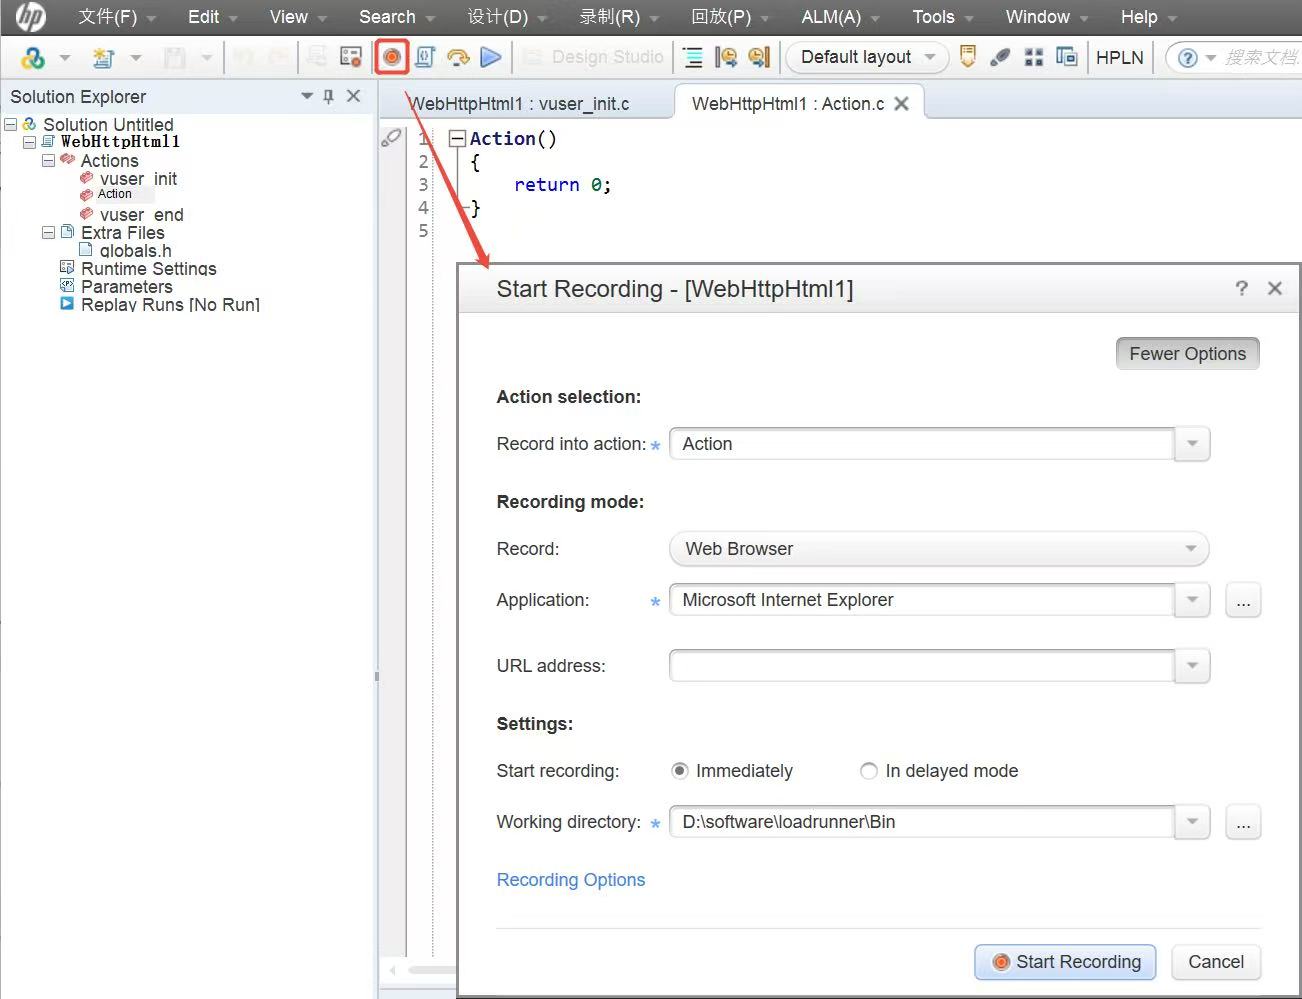 hp 文件(F) Edit View Search 设计(D) 录制(R) 回放(P) ALM(A) Tools Window Help
Design Studio Default layout HPLN ? 搜索文档
Solution Explorer
WebHttpHtml1 : vuser_init.c WebHttpHtml1 : Action.c
Solution Untitled
WebHttpHtml1
Actions
vuser_init
Action
vuser_end
Extra Files
globals.h
Runtime Settings
Parameters
Replay Runs [No Run]
1 Action()
2 {
3 return 0;
4 }
5
Start Recording - [WebHttpHtml1] ?
Fewer Options
Action selection:
Record into action: * Action
Recording mode:
Record: Web Browser
Application: * Microsoft Internet Explorer ...
URL address:
Settings:
Start recording: Immediately In delayed mode
Working directory: * D:\software\loadrunner\Bin ...
Recording Options
Start Recording Cancel